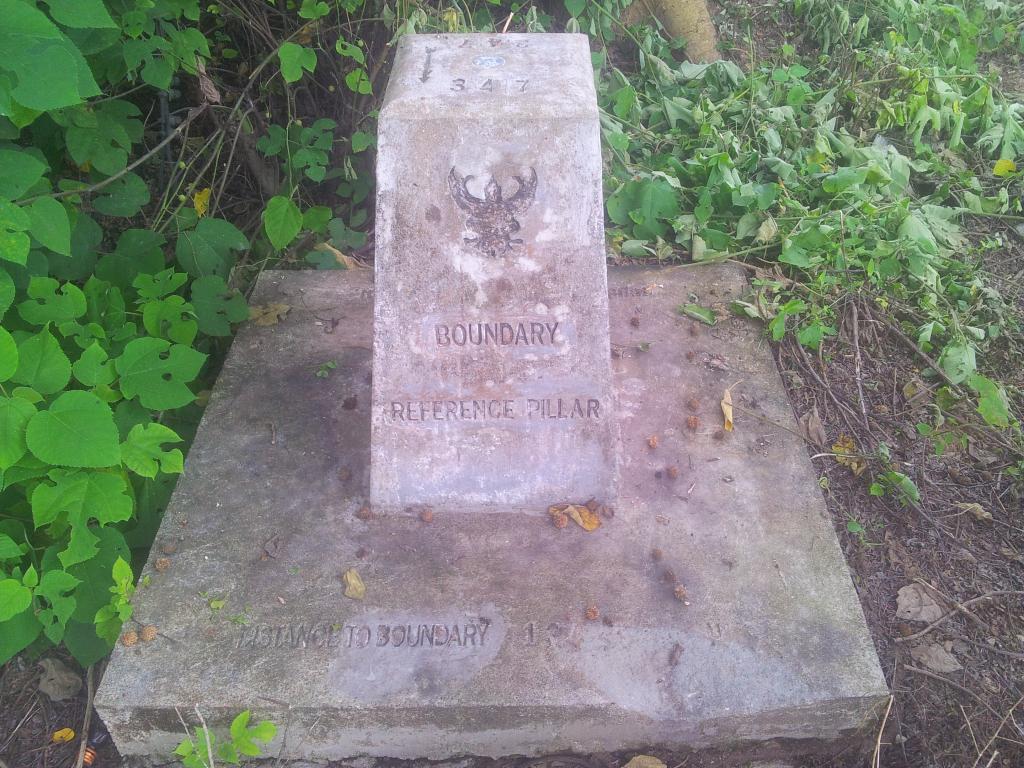 347
BOUNDARY
REFERENCE PILLAR
DISTANCE TO BOUNDARY